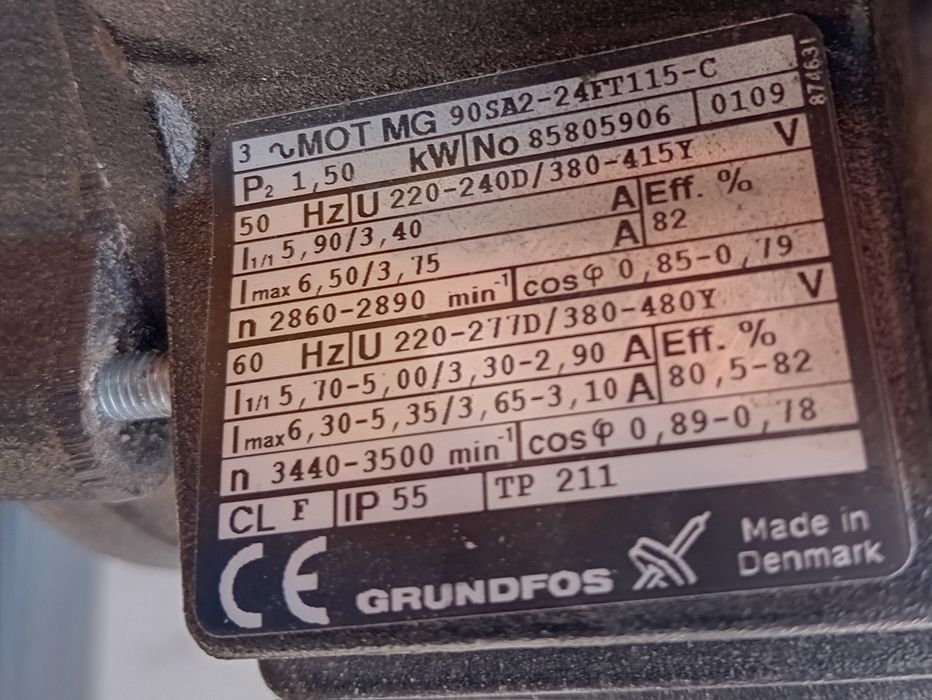 874631
3 ∿MOT MG 90SA2-24FT115-C
P2 1,50 kW No 85805906 0109
50 Hz U 220-240D/380-415Y V
I1/1 5,90/3,40 A Eff. %
Imax 6,50/3,75 A 82
n 2860-2890 min-1 cosφ 0,85-0,79
60 Hz U 220-277D/380-480Y V
I1/1 5,70-5,00/3,30-2,90 A Eff. %
Imax 6,30-5,35/3,65-3,10 A 80,5-82
n 3440-3500 min-1 cosφ 0,89-0,78
CL F IP 55 TP 211
CE GRUNDFOS Made in
Denmark